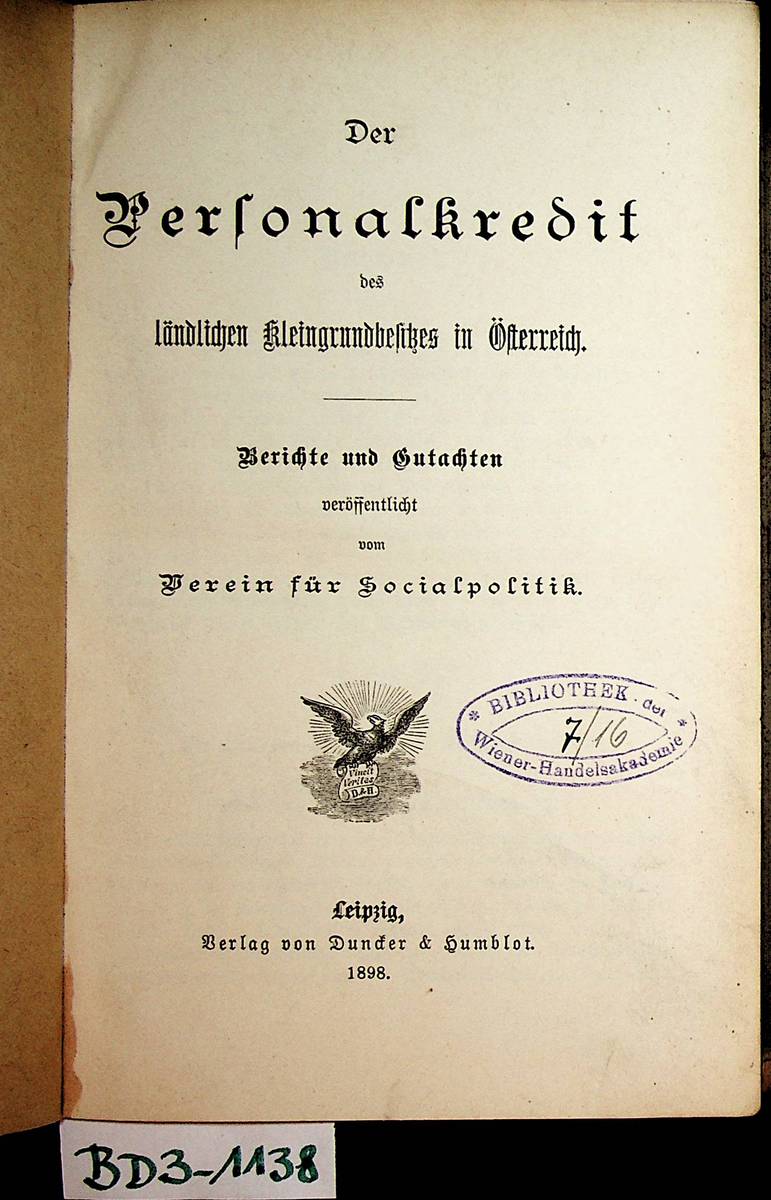 Der
Personalkredit
des
ländlichen Kleingrundbesitzes in Österreich.
Berichte und Gutachten
veröffentlicht
vom
Verein für Socialpolitik.
Vincit
Veritas
D & H.
* BIBLIOTHEK der *
7/16
Wiener-Handelsakademie
Leipzig,
Verlag von Duncker & Humblot.
1898.
BD3-1138